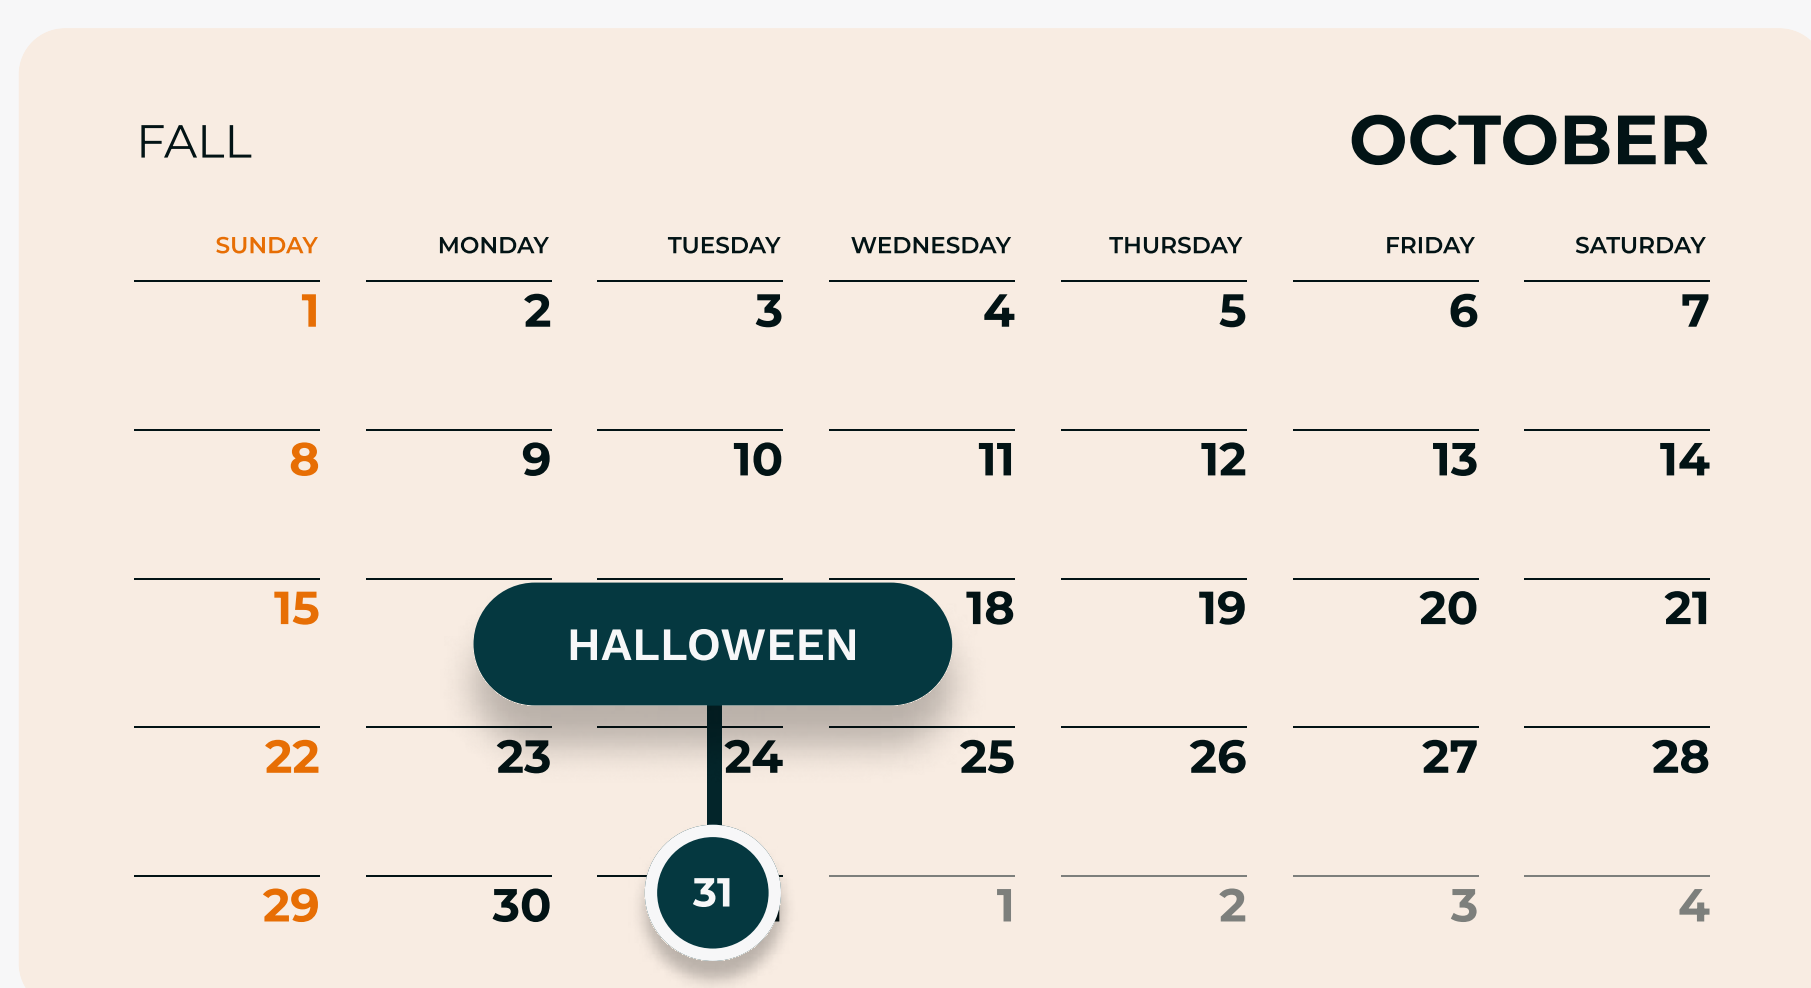 FALL
OCTOBER
SUNDAY MONDAY TUESDAY WEDNESDAY THURSDAY FRIDAY SATURDAY
1 2 3 4 5 6 7
8 9 10 11 12 13 14
15 18 19 20 21
HALLOWEEN
22 23 24 25 26 27 28
29 30 31 1 2 3 4